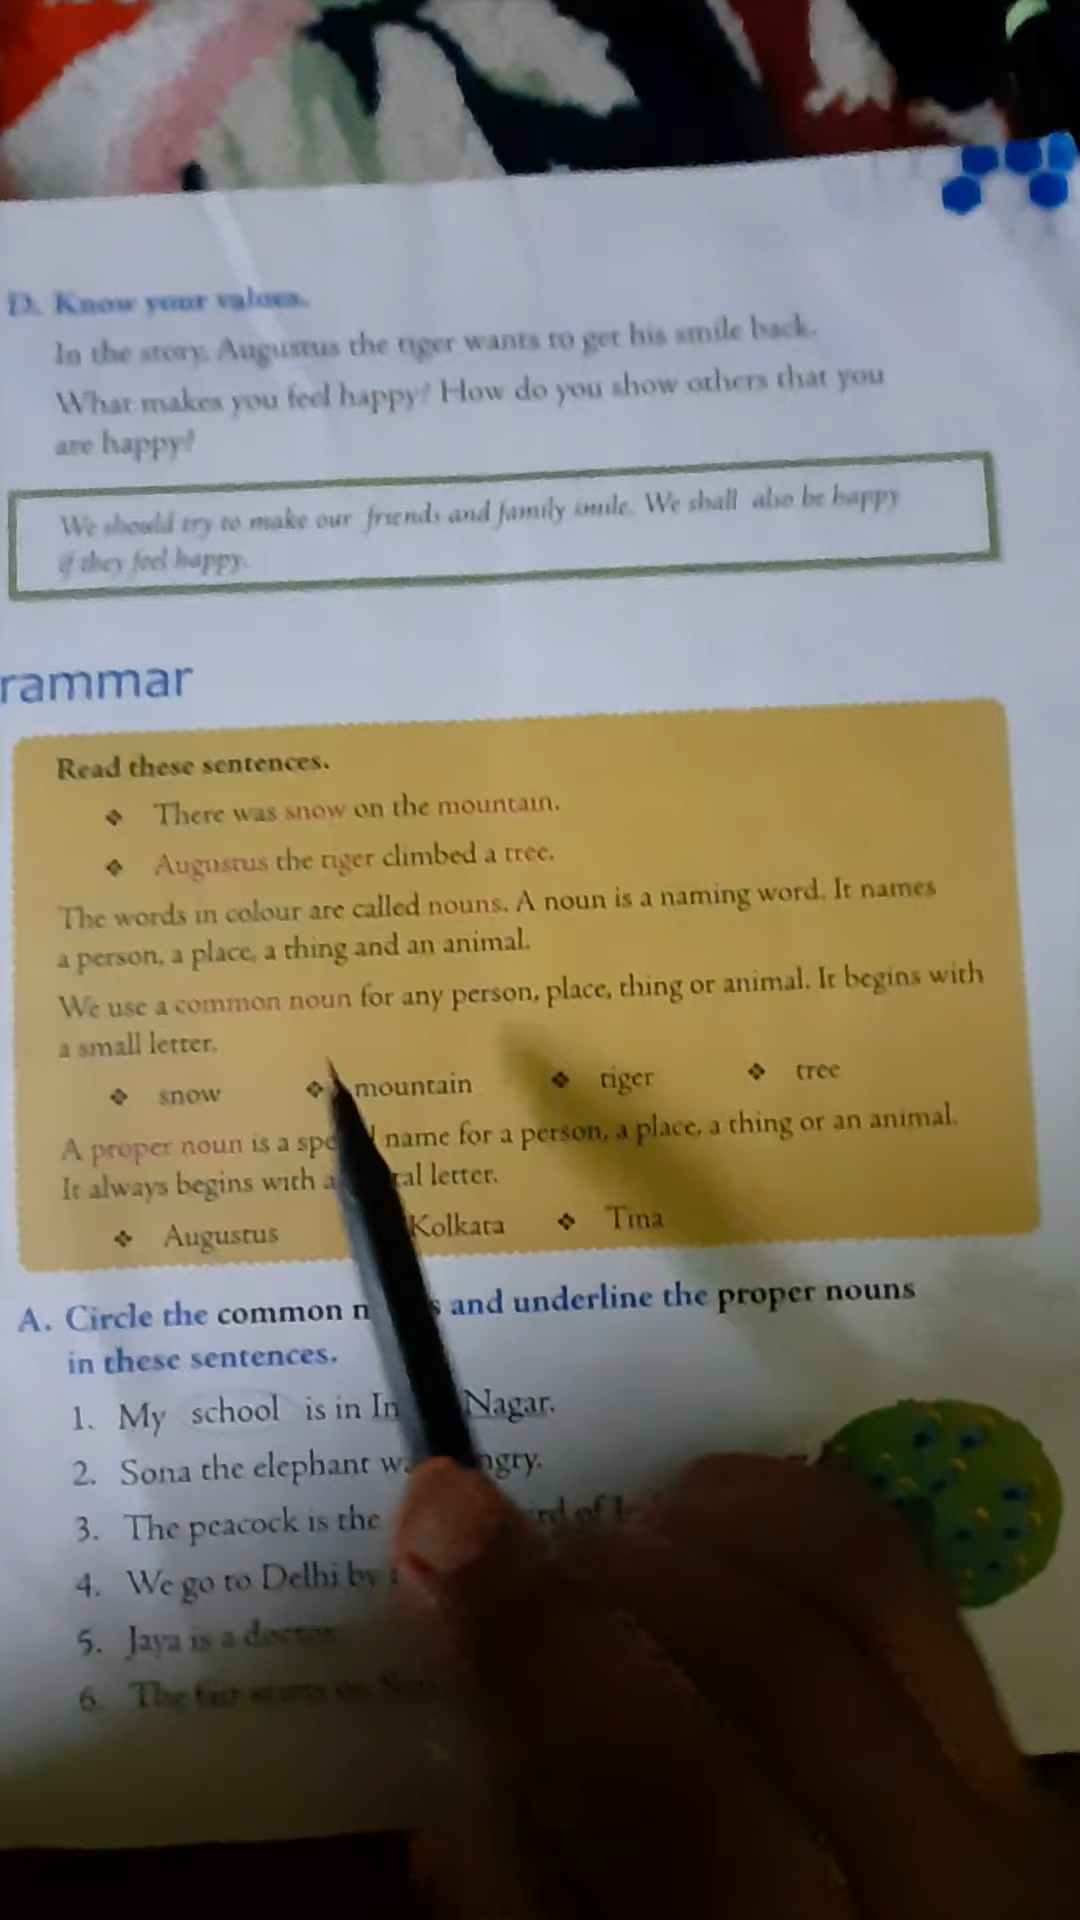 D. Know your values.
In the story, Augustus the tiger wants to get his smile back.
What makes you feel happy? How do you show others that you
are happy?
We should try to make our friends and family smile. We shall also be happy
if they feel happy.
rammar
Read these sentences.
❖ There was snow on the mountain.
❖ Augustus the tiger climbed a tree.
The words in colour are called nouns. A noun is a naming word. It names
a person, a place, a thing and an animal.
We use a common noun for any person, place, thing or animal. It begins with
a small letter.
❖ snow ❖ mountain ❖ tiger ❖ tree
A proper noun is a name for a person, a place, a thing or an animal.
It always begins with a letter.
❖ Augustus Kolkata ❖ Tina
A. Circle the common and underline the proper nouns
in these sentences.
1. My school is in Nagar.
2. Sona the elephant
3. The peacock is the of
4. We go to Delhi by
5. Jaya is a doctor.
6. The fair starts on